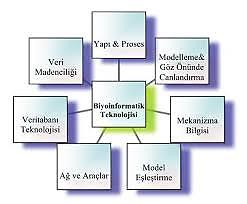 Yapı & Proses
Veri
Madenciliği
Modelleme&
Göz Önünde
Canlandırma
Biyoinformatik
Teknolojisi
Veritabanı
Teknolojisi
Mekanizma
Bilgisi
Ağ ve Araçlar
Model
Eşleştirme